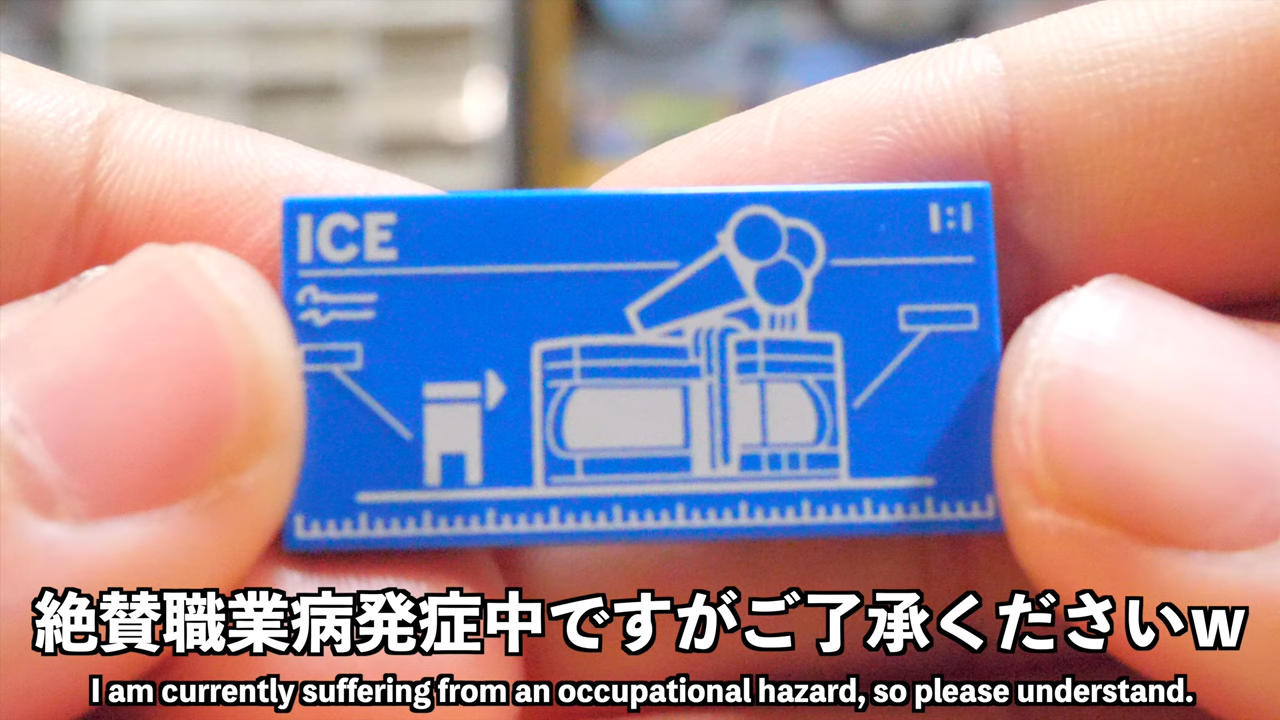 ICE
1:1
絶賛職業病発症中ですがご了承くださいw
I am currently suffering from an occupational hazard, so please understand.